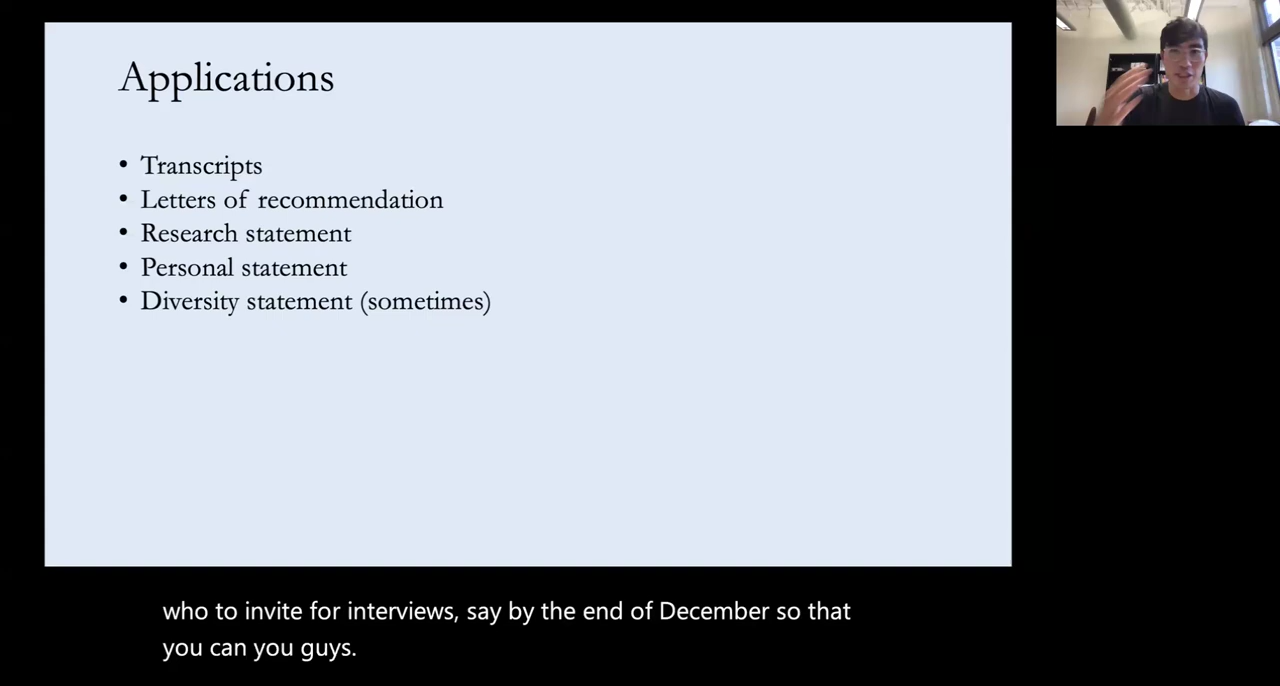 Applications
• Transcripts
• Letters of recommendation
• Research statement
• Personal statement
• Diversity statement (sometimes)
who to invite for interviews, say by the end of December so that
you can you guys.